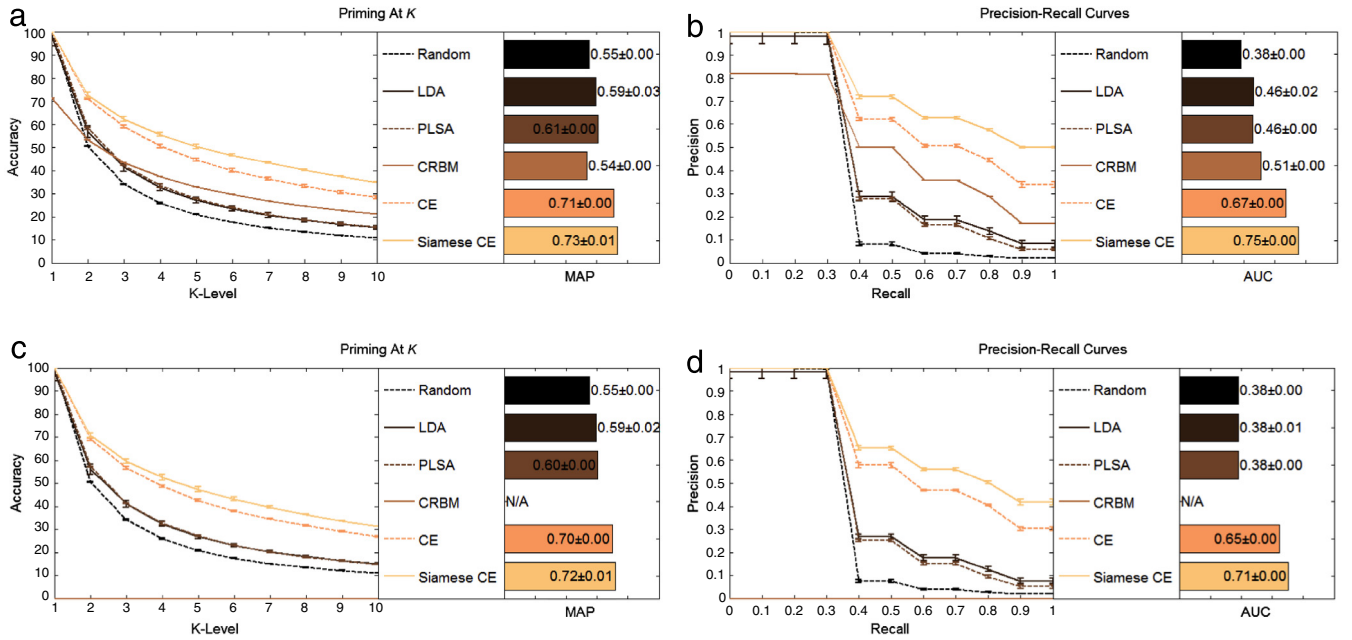 a
Priming At K
Accuracy
100
90
80
70
60
50
40
30
20
10
0
1 2 3 4 5 6 7 8 9 10
K-Level
Random
LDA
PLSA
CRBM
CE
Siamese CE
0.55±0.00
0.59±0.03
0.61±0.00
0.54±0.00
0.71±0.00
0.73±0.01
MAP
b
Precision-Recall Curves
Precision
1
0.9
0.8
0.7
0.6
0.5
0.4
0.3
0.2
0.1
0
0 0.1 0.2 0.3 0.4 0.5 0.6 0.7 0.8 0.9 1
Recall
Random
LDA
PLSA
CRBM
CE
Siamese CE
0.38±0.00
0.46±0.02
0.46±0.00
0.51±0.00
0.67±0.00
0.75±0.00
AUC
c
Priming At K
Accuracy
100
90
80
70
60
50
40
30
20
10
0
1 2 3 4 5 6 7 8 9 10
K-Level
Random
LDA
PLSA
CRBM
CE
Siamese CE
0.55±0.00
0.59±0.02
0.60±0.00
N/A
0.70±0.00
0.72±0.01
MAP
d
Precision-Recall Curves
Precision
1
0.9
0.8
0.7
0.6
0.5
0.4
0.3
0.2
0.1
0
0 0.1 0.2 0.3 0.4 0.5 0.6 0.7 0.8 0.9 1
Recall
Random
LDA
PLSA
CRBM
CE
Siamese CE
0.38±0.00
0.38±0.01
0.38±0.00
N/A
0.65±0.00
0.71±0.00
AUC